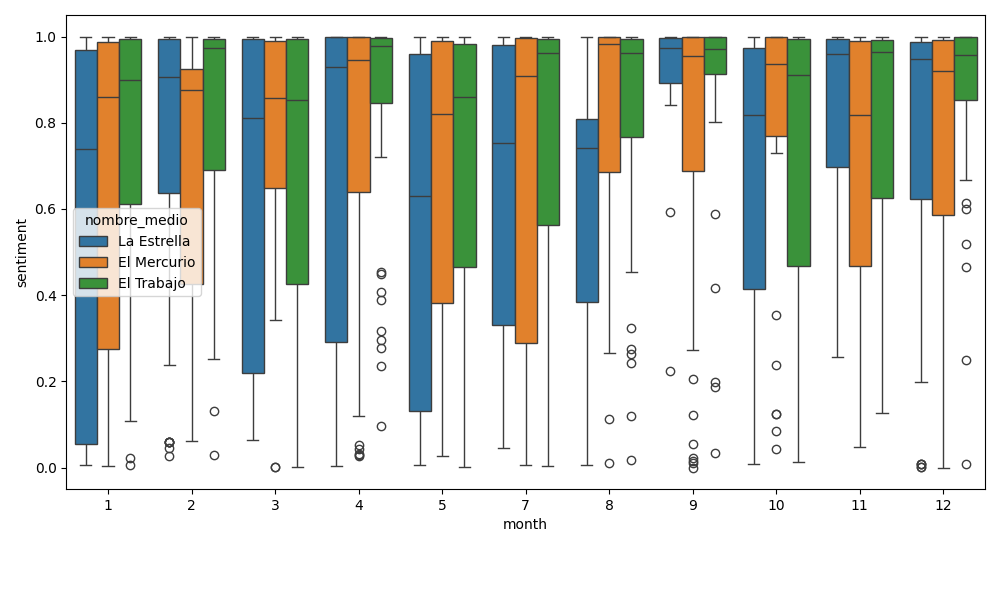 1.0
0.8
0.6
0.4
0.2
0.0
sentiment
nombre_medio
La Estrella
El Mercurio
El Trabajo
1 2 3 4 5 6 7 8 9 10 11 12
month